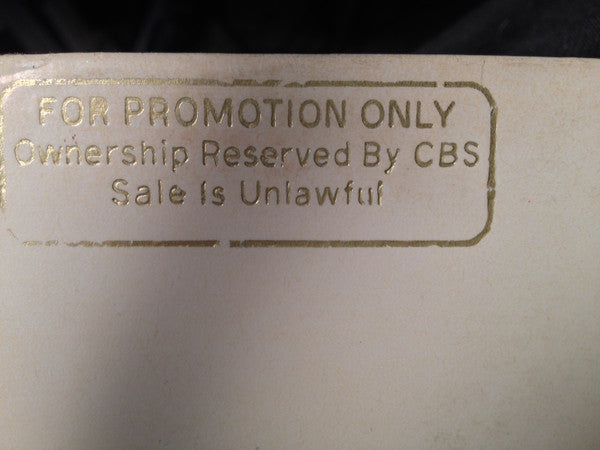 FOR PROMOTION ONLY
Ownership Reserved By CBS
Sale Is Unlawful